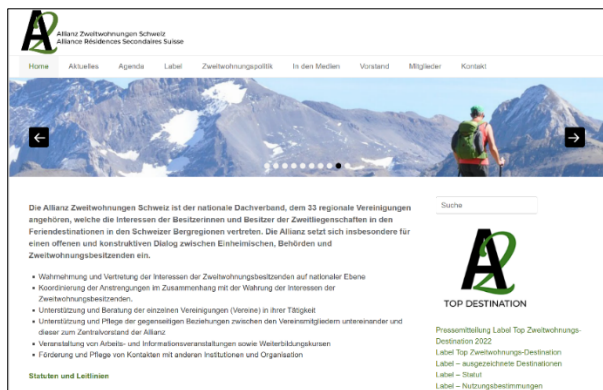 A2
Allianz Zweitwohnungen Schweiz
Alliance Résidences Secondaires Suisse
Home Aktuelles Agenda Label Zweitwohnungspolitik In den Medien Vorstand Mitglieder Kontakt
Die Allianz Zweitwohnungen Schweiz ist der nationale Dachverband, dem 33 regionale Vereinigungen
angehören, welche die Interessen der Besitzerinnen und Besitzer der Zweitliegenschaften in den
Feriendestinationen in den Schweizer Bergregionen vertreten. Die Allianz setzt sich insbesondere für
einen offenen und konstruktiven Dialog zwischen Einheimischen, Behörden und
Zweitwohnungsbesitzenden ein.
Wahrnehmung und Vertretung der Interessen der Zweitwohnungsbesitzenden auf nationaler Ebene
Koordinierung der Anstrengungen im Zusammenhang mit der Wahrung der Interessen der
Zweitwohnungsbesitzenden.
Unterstützung und Beratung der einzelnen Vereinigungen (Vereine) in ihrer Tätigkeit
Unterstützung und Pflege der gegenseitigen Beziehungen zwischen den Vereinsmitgliedern untereinander und
dieser zum Zentralvorstand der Allianz
Veranstaltung von Arbeits- und Informationsveranstaltungen sowie Weiterbildungskursen
Förderung und Pflege von Kontakten mit anderen Institutionen und Organisation
Statuten und Leitlinien
Suche
A2
TOP DESTINATION
Pressemitteilung Label Top Zweitwohnungs-
Destination 2022
Label Top Zweitwohnungs-Destination
Label – ausgezeichnete Destinationen
Label – Statut
Label – Nutzungsbestimmungen